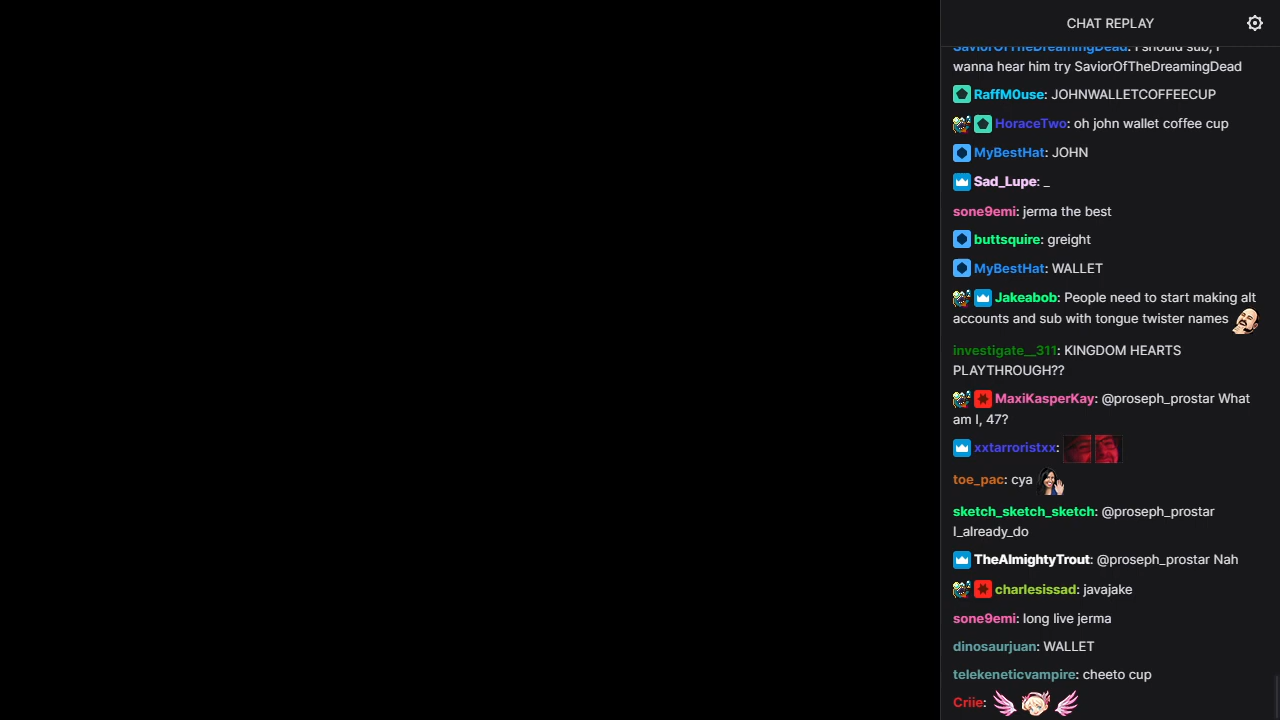 CHAT REPLAY
SaviorOfTheDreamingDead: I should sub, I
wanna hear him try SaviorOfTheDreamingDead
RaffM0use: JOHNWALLETCOFFEECUP
HoraceTwo: oh john wallet coffee cup
MyBestHat: JOHN
Sad_Lupe: _
sone9emi: jerma the best
buttsquire: greight
MyBestHat: WALLET
Jakeabob: People need to start making alt
accounts and sub with tongue twister names
investigate__311: KINGDOM HEARTS
PLAYTHROUGH??
MaxiKasperKay: @proseph_prostar What
am I, 47?
xxtarroristxx:
toe_pac: cya
sketch_sketch_sketch: @proseph_prostar
I_already_do
TheAlmightyTrout: @proseph_prostar Nah
charlesissad: javajake
sone9emi: long live jerma
dinosaurjuan: WALLET
telekeneticvampire: cheeto cup
Criie: